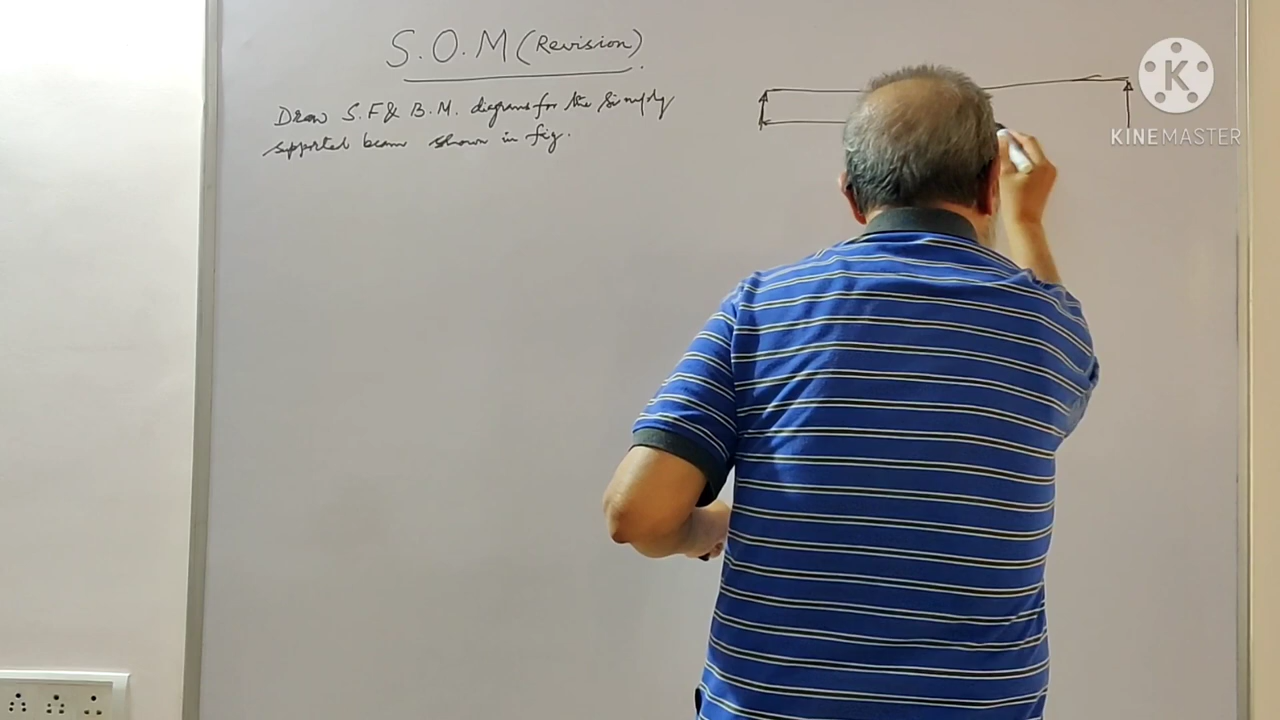 S.O.M (Revision)
Draw S.F & B.M. diagrams for the simply
supported beam shown in fig.
K
KINEMASTER